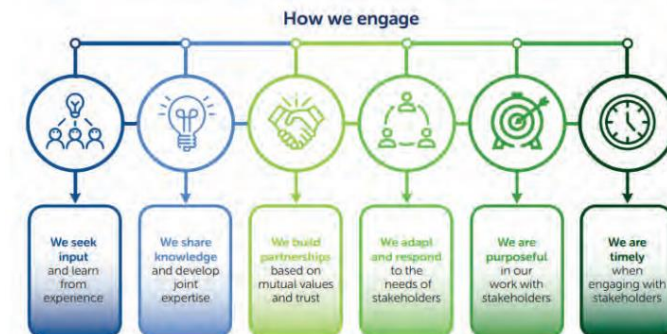 How we engage
We seek
input
and learn
from
experience
We share
knowledge
and develop
joint
expertise
We build
partnerships
based on
mutual values
and trust
We adapt
and respond
to the
needs of
stakeholders
We are
purposeful
in our
work with
stakeholders
We are
timely
when
engaging with
stakeholders